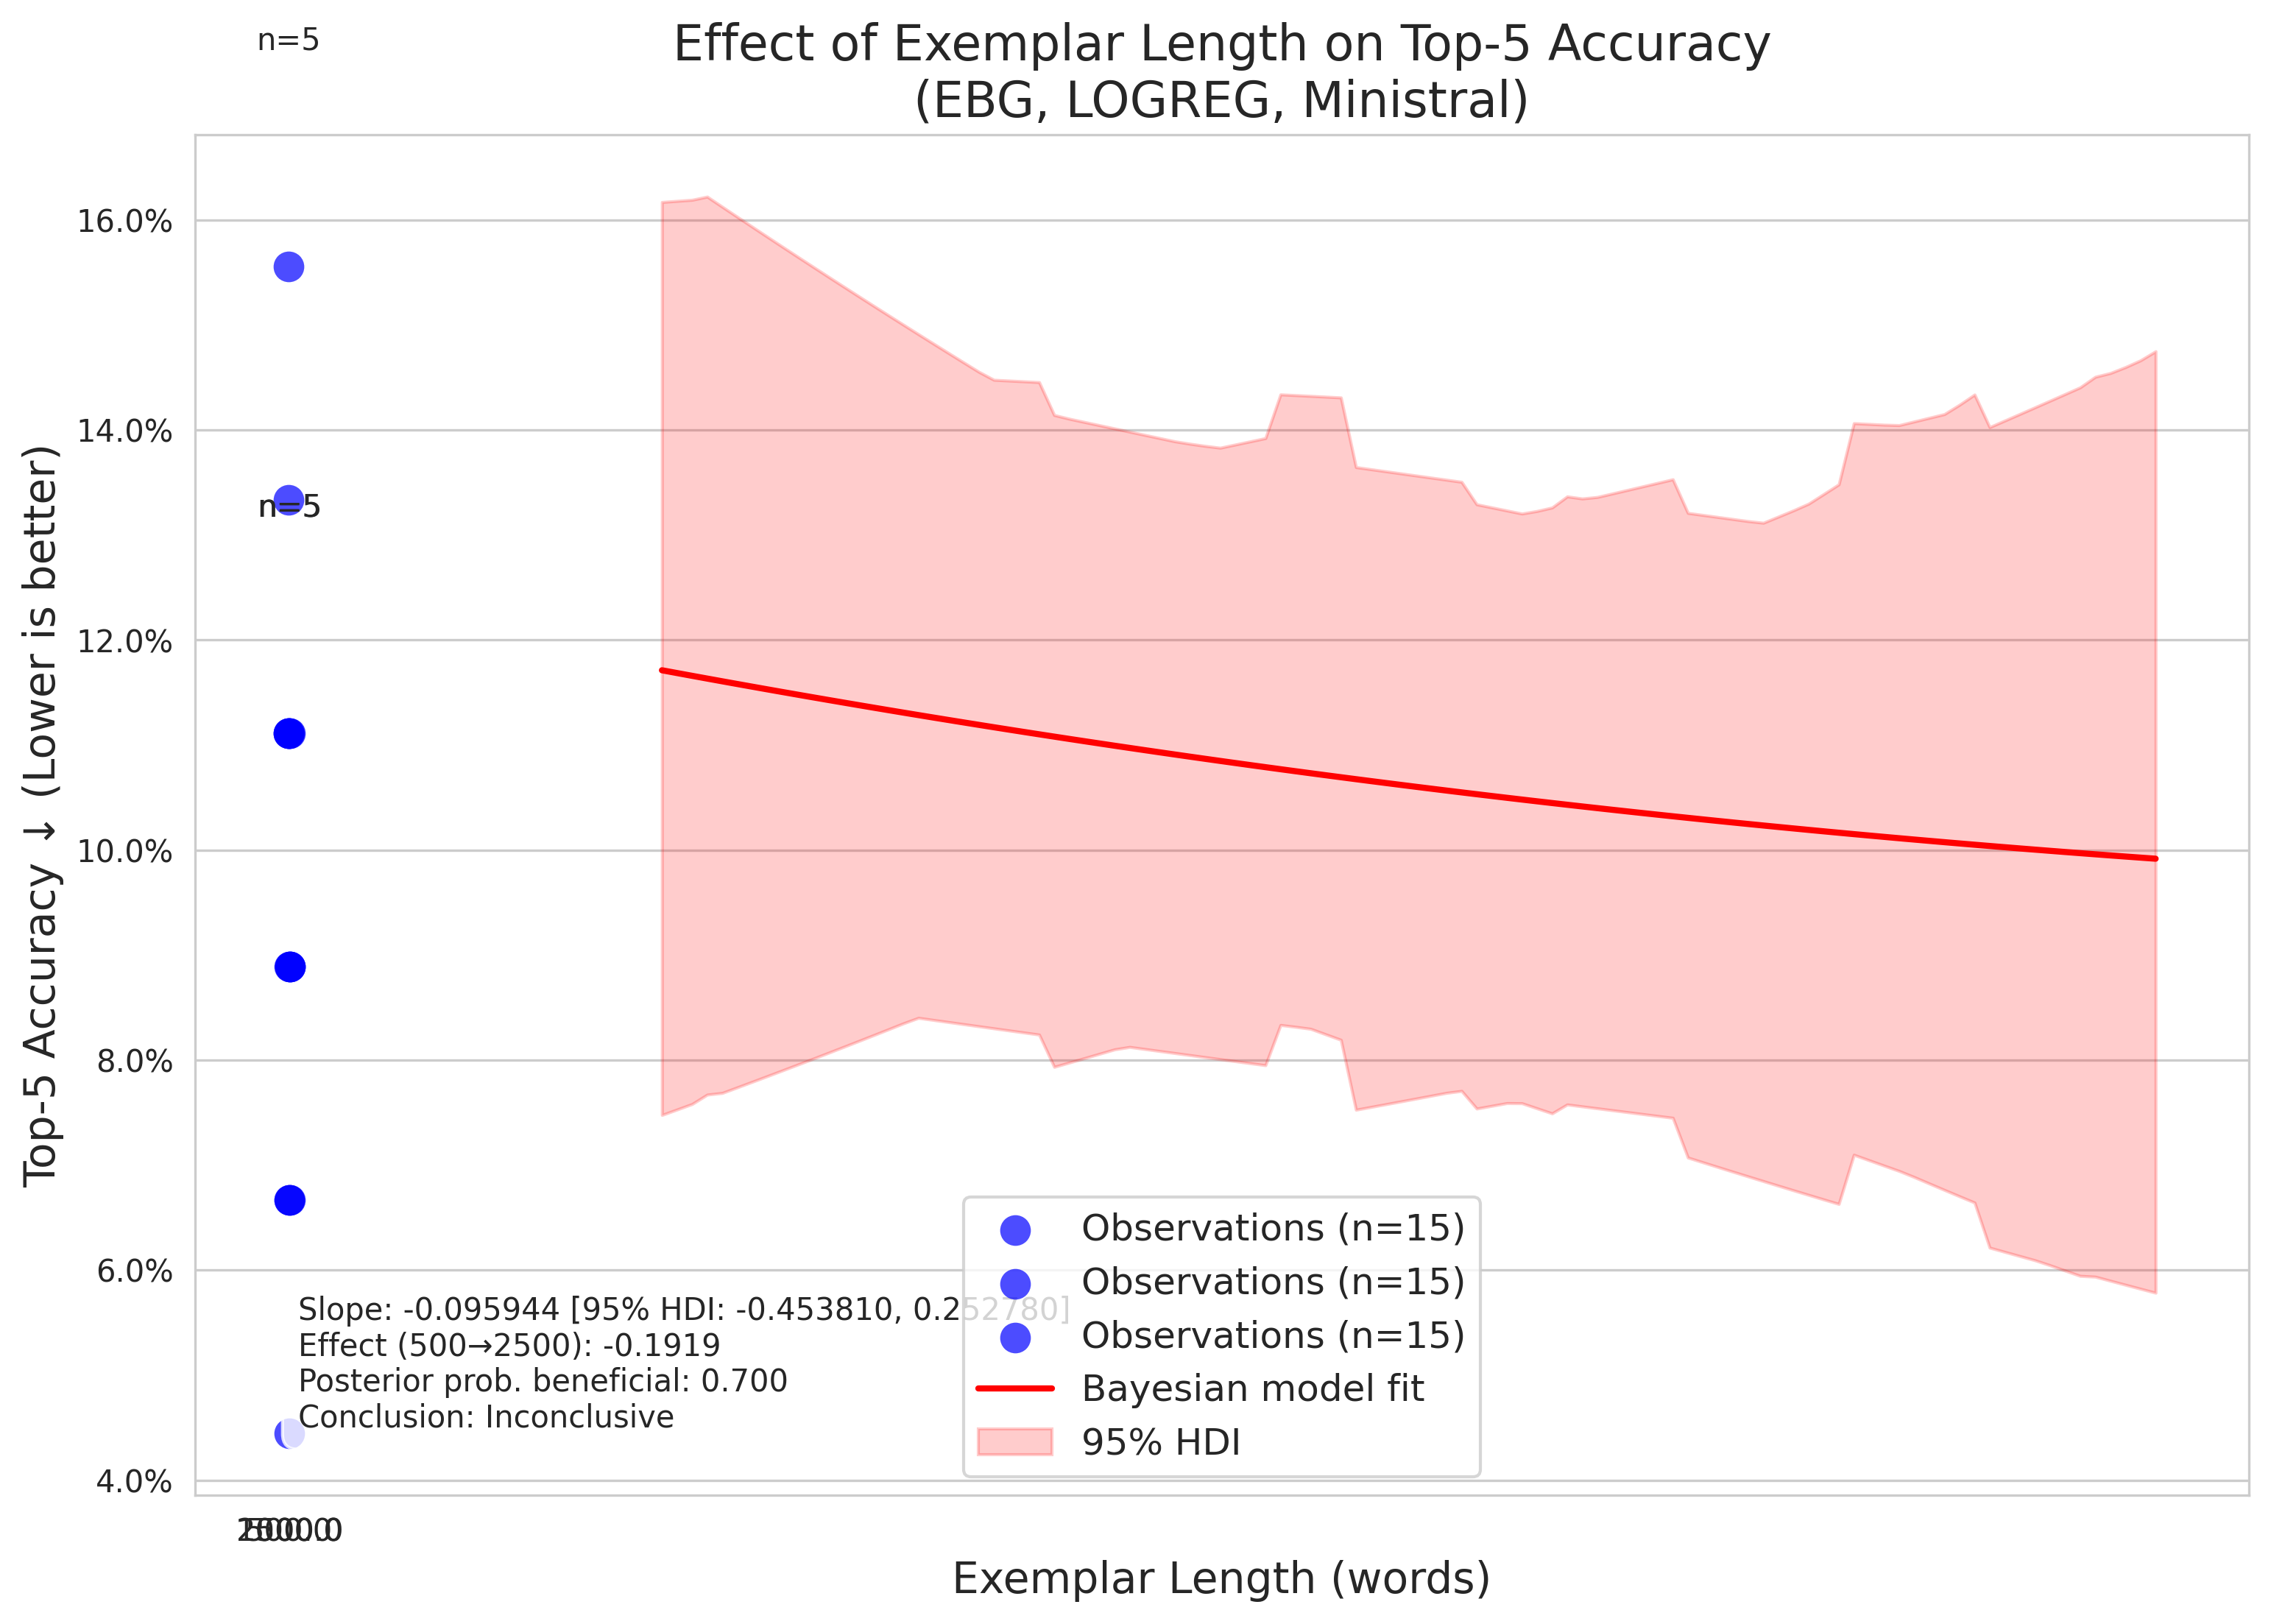 n=5
Effect of Exemplar Length on Top-5 Accuracy
(EBG, LOGREG, Ministral)
16.0%
14.0%
n=5
12.0%
10.0%
8.0%
6.0%
4.0%
Top-5 Accuracy ↓ (Lower is better)
Observations (n=15)
Observations (n=15)
Observations (n=15)
Bayesian model fit
95% HDI
Slope: -0.095944 [95% HDI: -0.453810, 0.252780]
Effect (500→2500): -0.1919
Posterior prob. beneficial: 0.700
Conclusion: Inconclusive
Exemplar Length (words)